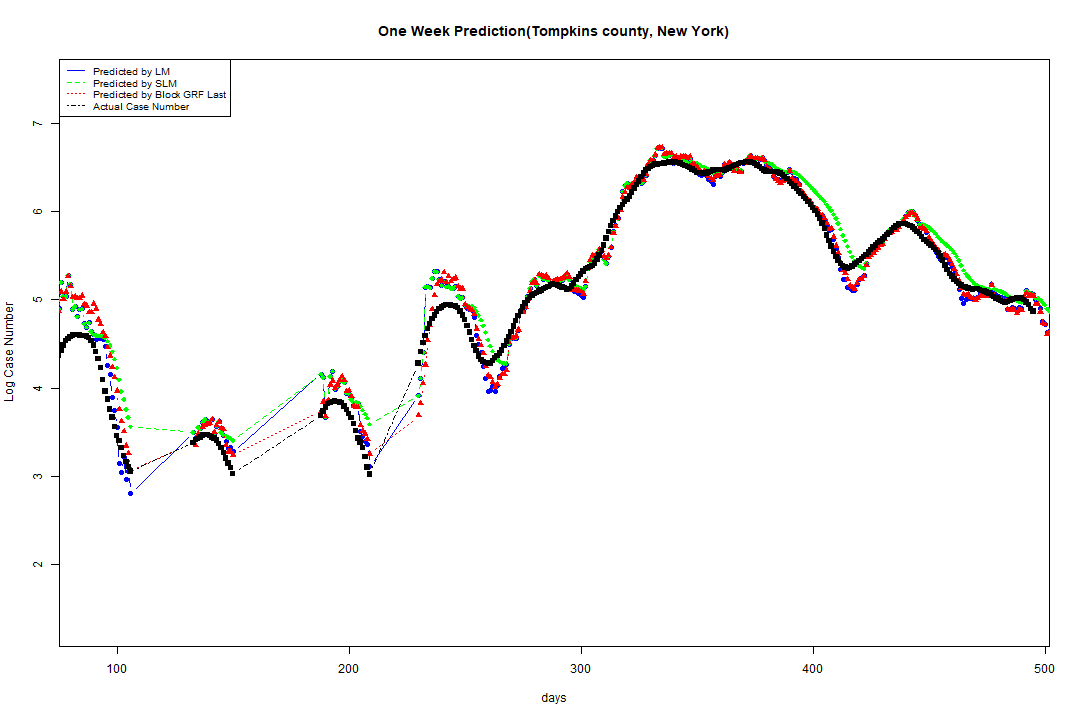 One Week Prediction(Tompkins county, New York)
Predicted by LM
Predicted by SLM
Predicted by Block GRF Last
Actual Case Number
Log Case Number
7
6
5
4
3
2
100 200 300 400 500
days